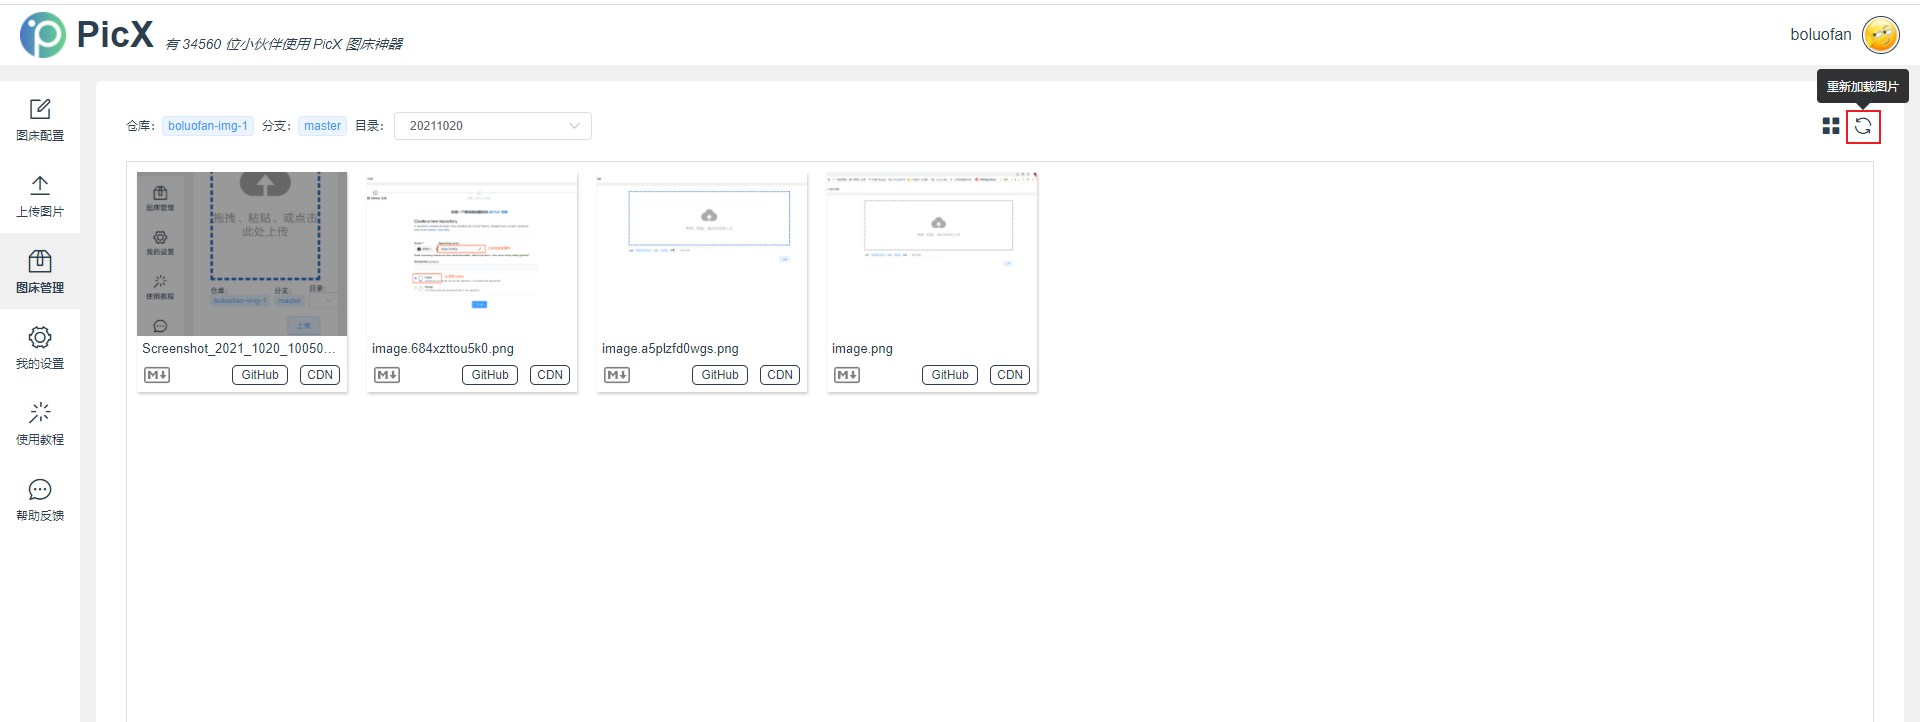 PicX 有 34560 位小伙伴使用 PicX 图床神器
boluofan
重新加载图片
图床配置
上传图片
图床管理
我的设置
使用教程
帮助反馈
仓库： boluofan-img-1 分支： master 目录： 20211020
图床管理
我的设置
使用教程
拖拽、粘贴、或点击
此处上传
仓库： 分支： 目录：
boluofan-img-1 master
上传
Create a new repository
Screenshot_2021_1020_10050...
M GitHub CDN
image.684xzttou5k0.png
M GitHub CDN
image.a5plzfd0wgs.png
M GitHub CDN
image.png
M GitHub CDN